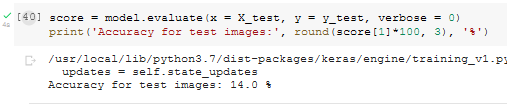 [40] score = model.evaluate(x = X_test, y = y_test, verbose = 0)
print('Accuracy for test images:', round(score[1]*100, 3), '%')
/usr/local/lib/python3.7/dist-packages/keras/engine/training_v1.py
updates = self.state_updates
Accuracy for test images: 14.0 %